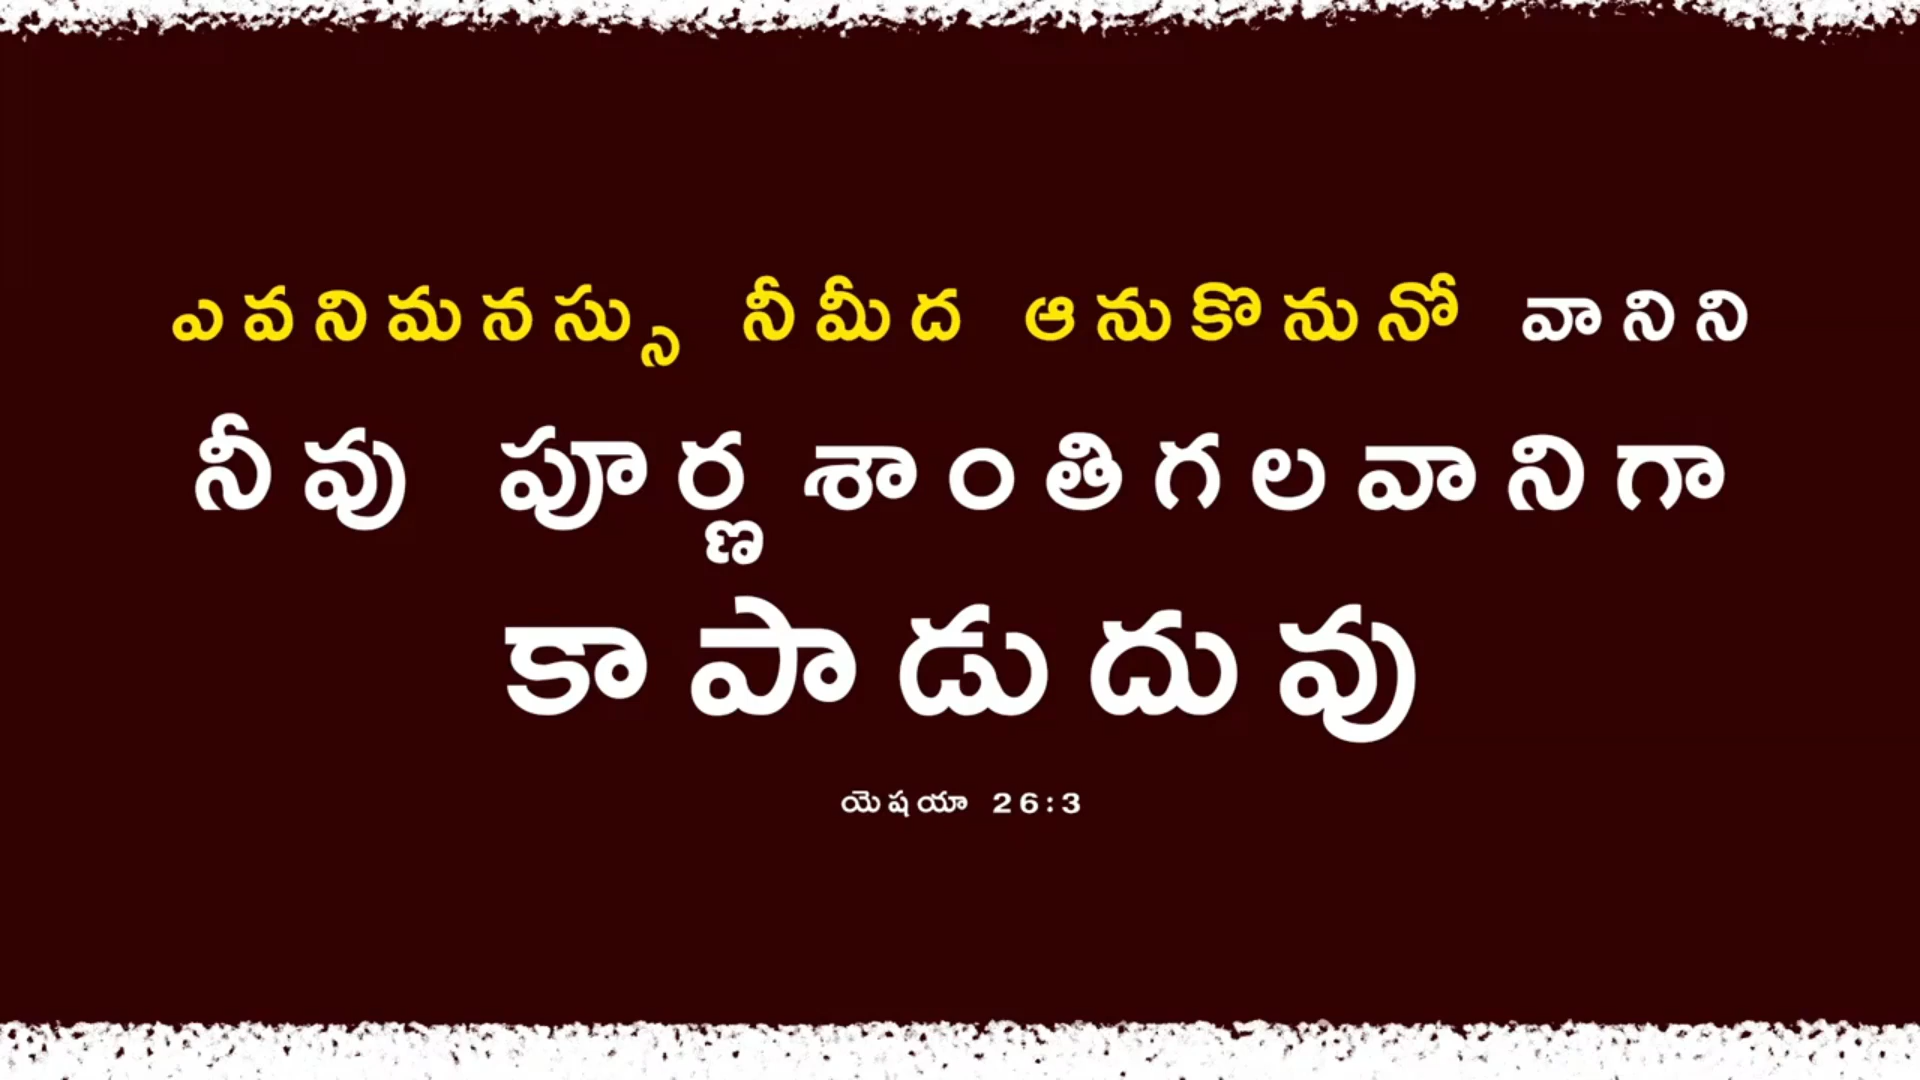 ఎవనిమనస్సు నీమీద ఆనుకొనునో వానిని
నీవు పూర్ణశాంతిగలవానిగా
కాపాడుదువు
యెషయా 26:3